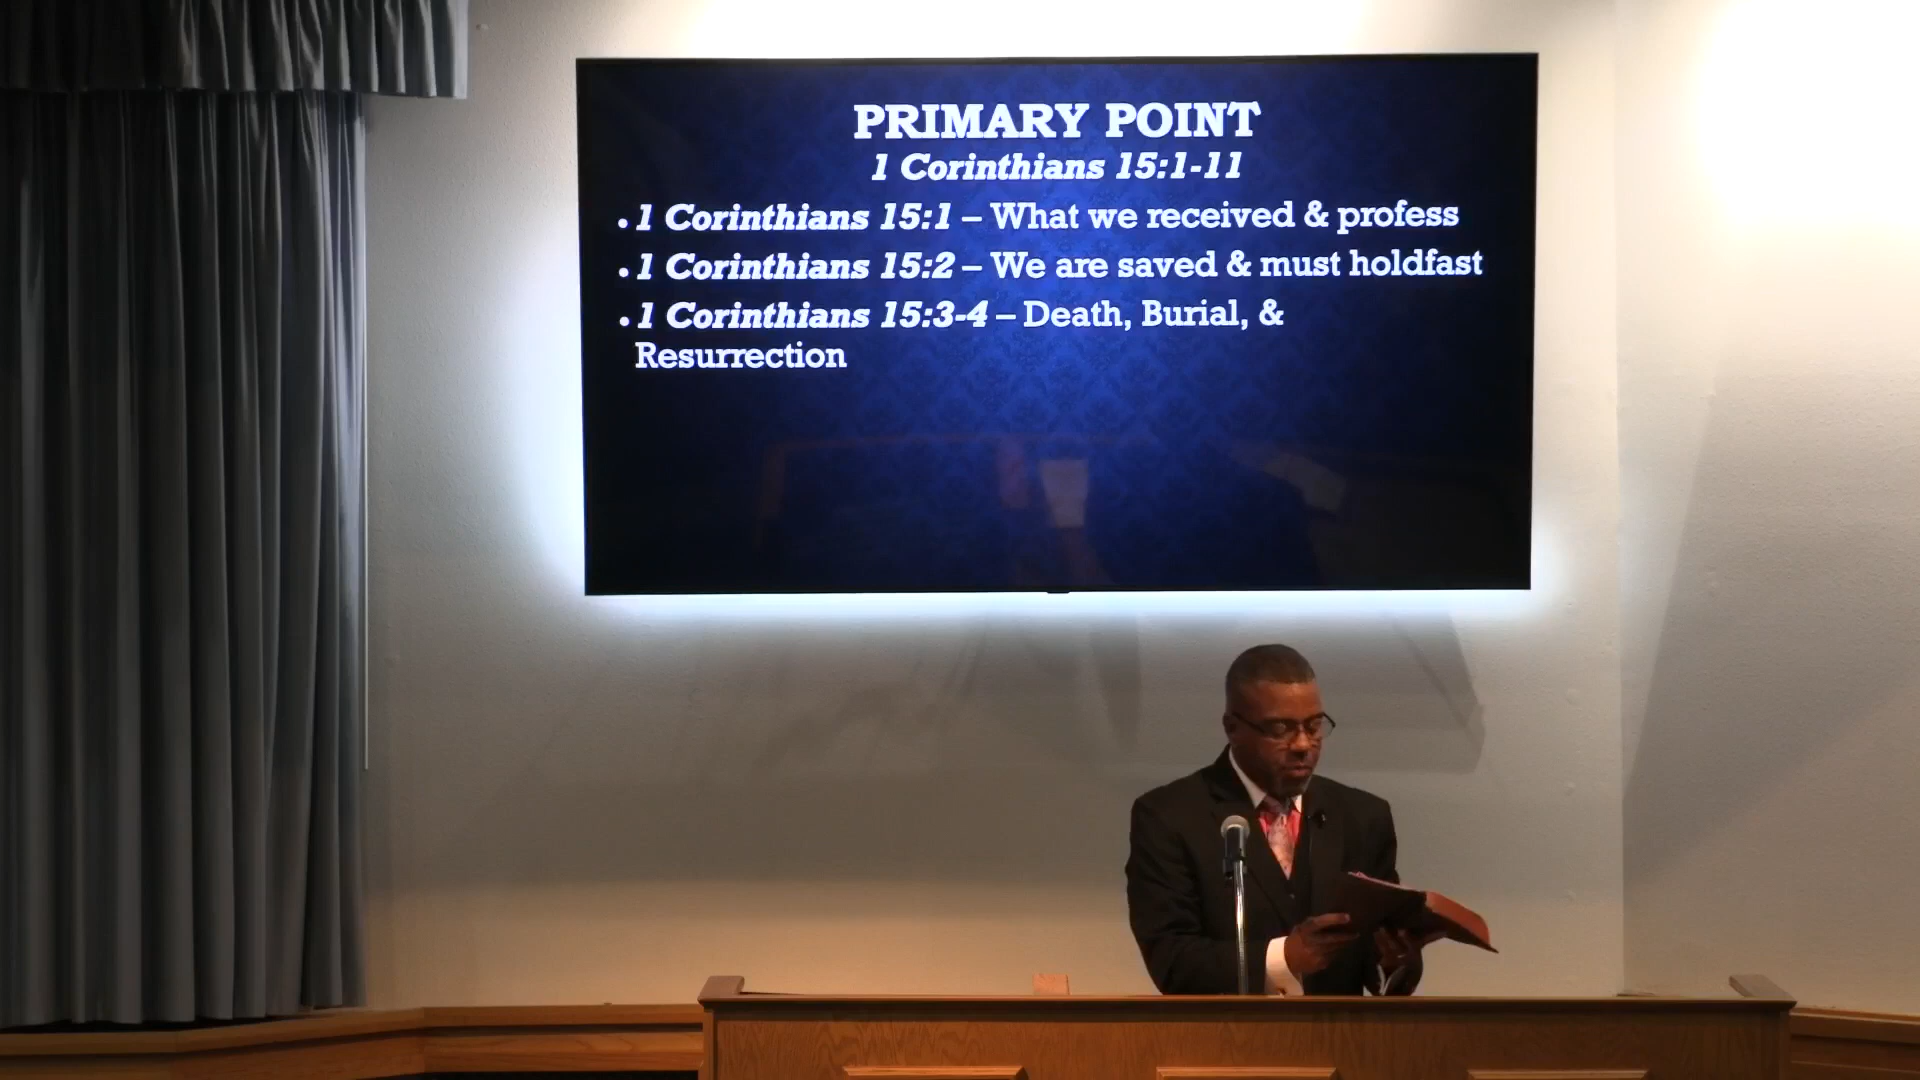 PRIMARY POINT
1 Corinthians 15:1-11
• 1 Corinthians 15:1 – What we received & profess
• 1 Corinthians 15:2 – We are saved & must holdfast
• 1 Corinthians 15:3-4 – Death, Burial, &
Resurrection